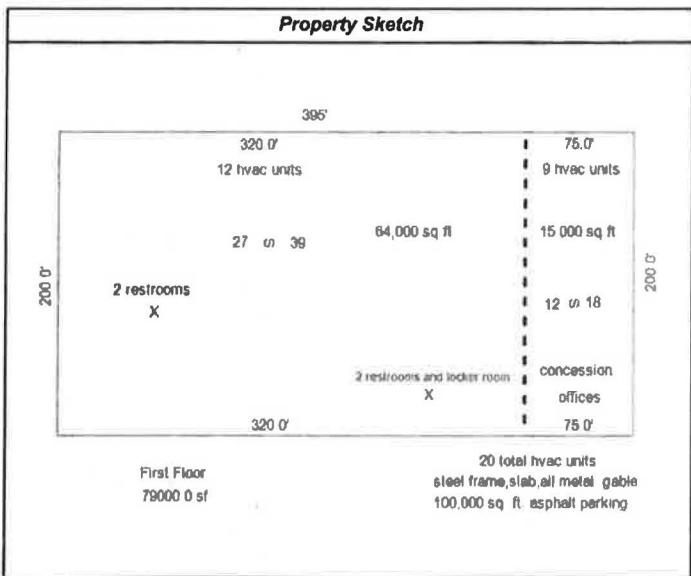 Property Sketch
395'
320 0'
75.0'
12 hvac units
9 hvac units
27 S 39
64,000 sq ft
15 000 sq ft
200 0'
200 0'
2 restrooms
X
12 S 18
2 restrooms and locker room
X
concession
offices
320 0'
75 0'
First Floor
79000 0 sf
20 total hvac units
steel frame,slab,all metal gable
100,000 sq ft asphalt parking